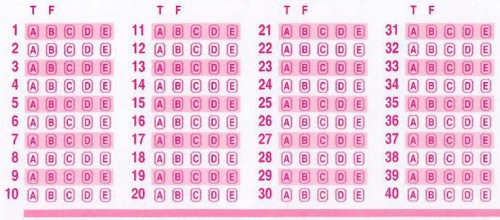 T F T F T F T F
1 A B C D E 11 A B C D E 21 A B C D E 31 A B C D E
2 A B C D E 12 A B C D E 22 A B C D E 32 A B C D E
3 A B C D E 13 A B C D E 23 A B C D E 33 A B C D E
4 A B C D E 14 A B C D E 24 A B C D E 34 A B C D E
5 A B C D E 15 A B C D E 25 A B C D E 35 A B C D E
6 A B C D E 16 A B C D E 26 A B C D E 36 A B C D E
7 A B C D E 17 A B C D E 27 A B C D E 37 A B C D E
8 A B C D E 18 A B C D E 28 A B C D E 38 A B C D E
9 A B C D E 19 A B C D E 29 A B C D E 39 A B C D E
10 A B C D E 20 A B C D E 30 A B C D E 40 A B C D E